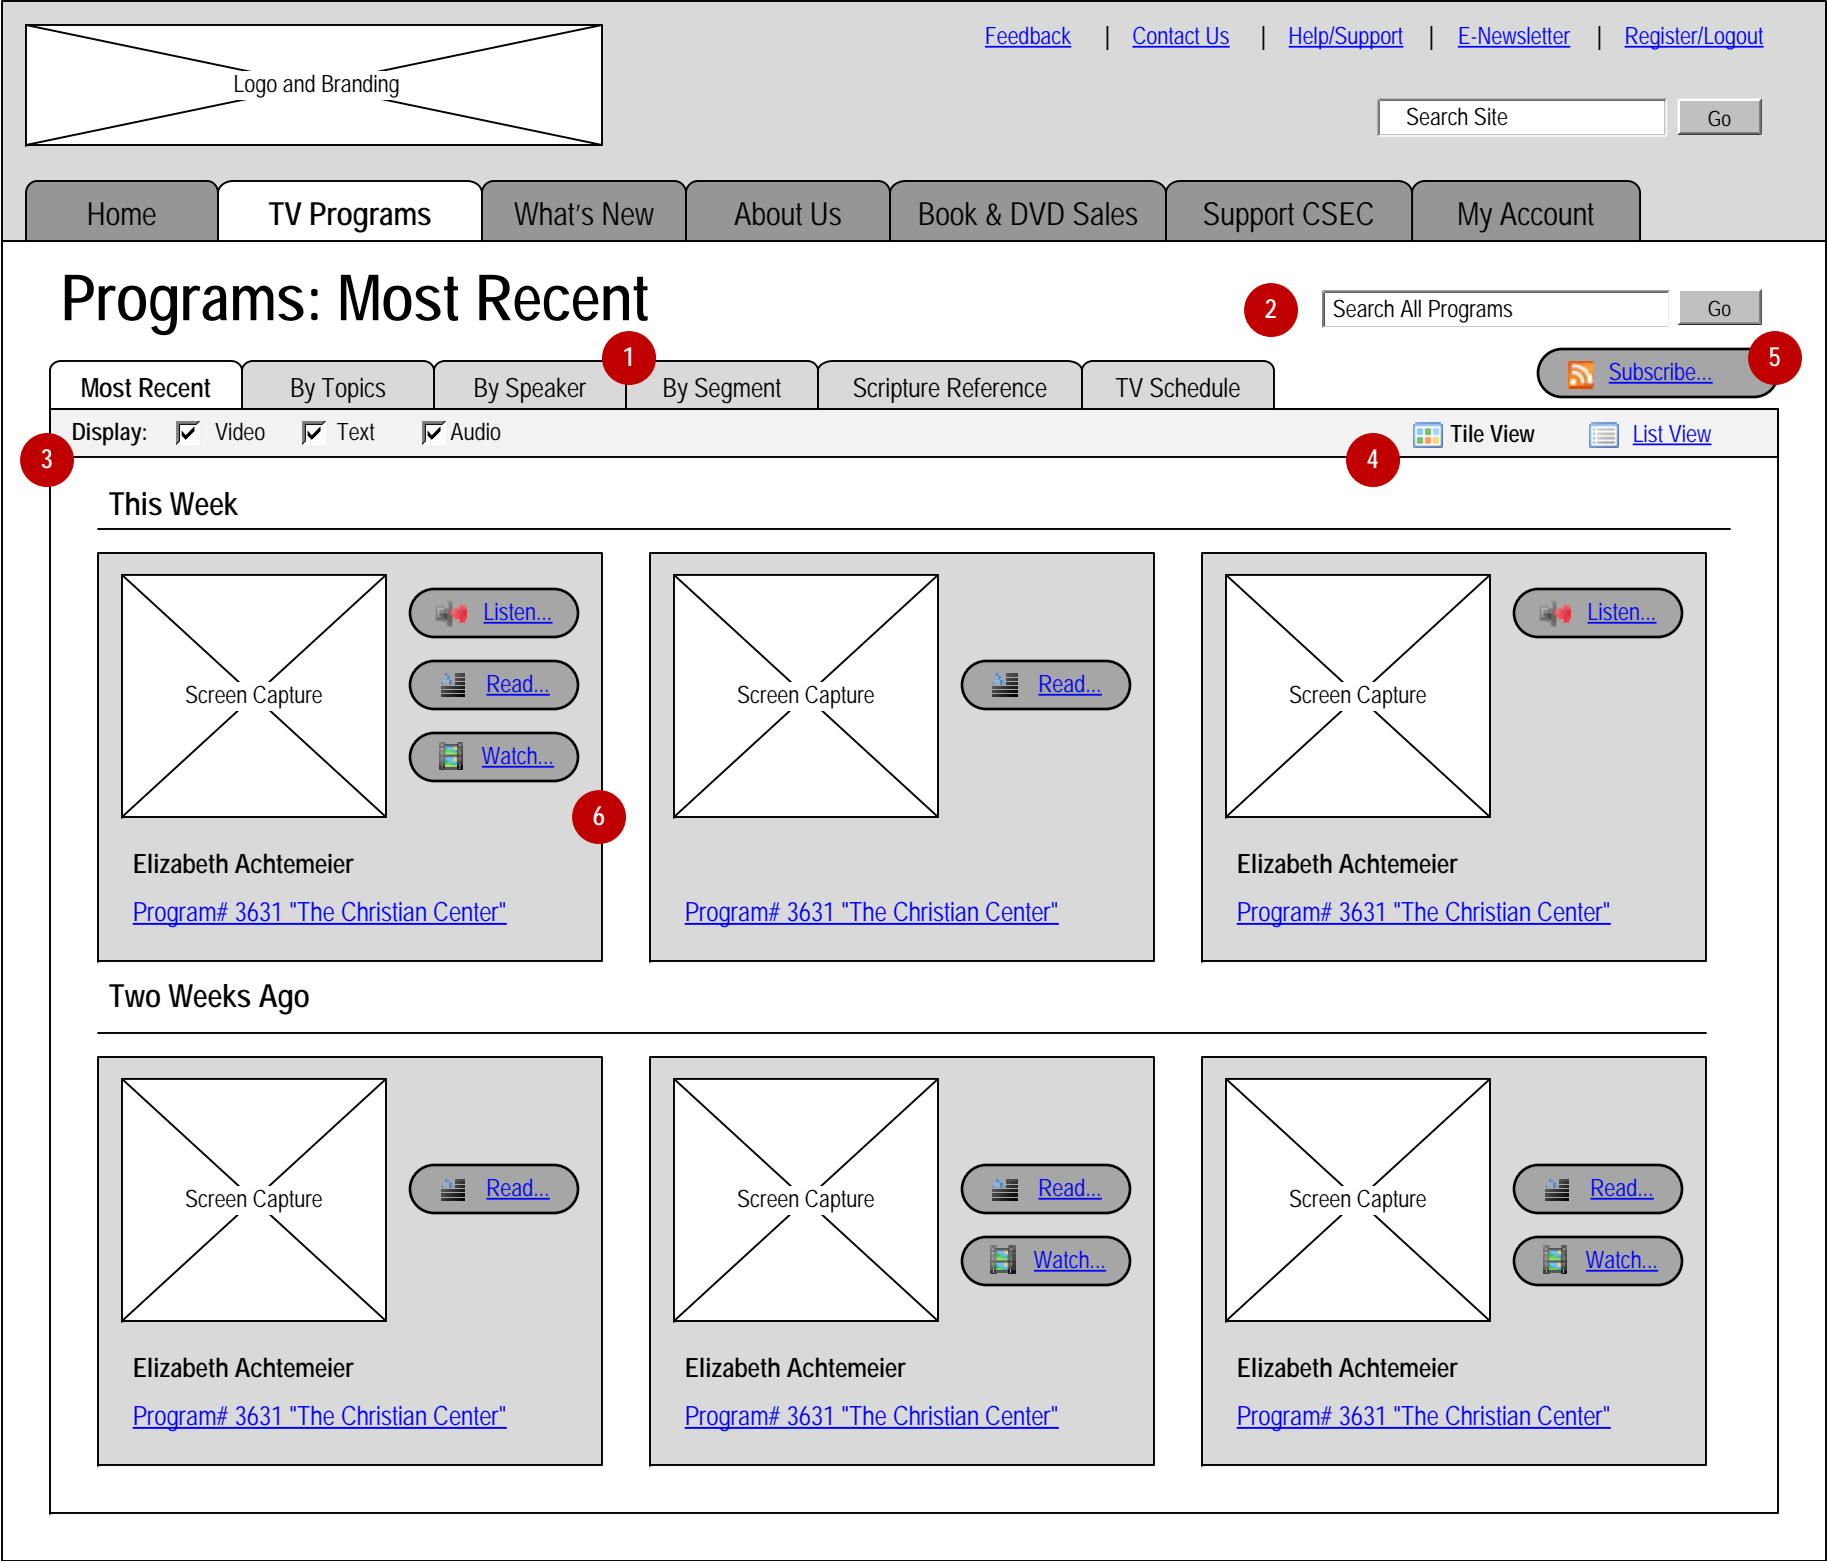 Feedback | Contact Us | Help/Support | E-Newsletter | Register/Logout
Logo and Branding
Search Site Go
Home TV Programs What's New About Us Book & DVD Sales Support CSEC My Account
Programs: Most Recent
2 Search All Programs Go
1
5
Most Recent By Topics By Speaker By Segment Scripture Reference TV Schedule
Subscribe...
Display: Video Text Audio
Tile View List View
3
4
This Week
Listen...
Read...
Watch...
Screen Capture
6
Elizabeth Achtemeier
Program# 3631 "The Christian Center"
Read...
Screen Capture
Program# 3631 "The Christian Center"
Listen...
Screen Capture
Elizabeth Achtemeier
Program# 3631 "The Christian Center"
Two Weeks Ago
Read...
Screen Capture
Elizabeth Achtemeier
Program# 3631 "The Christian Center"
Read...
Screen Capture
Watch...
Elizabeth Achtemeier
Program# 3631 "The Christian Center"
Read...
Screen Capture
Watch...
Elizabeth Achtemeier
Program# 3631 "The Christian Center"